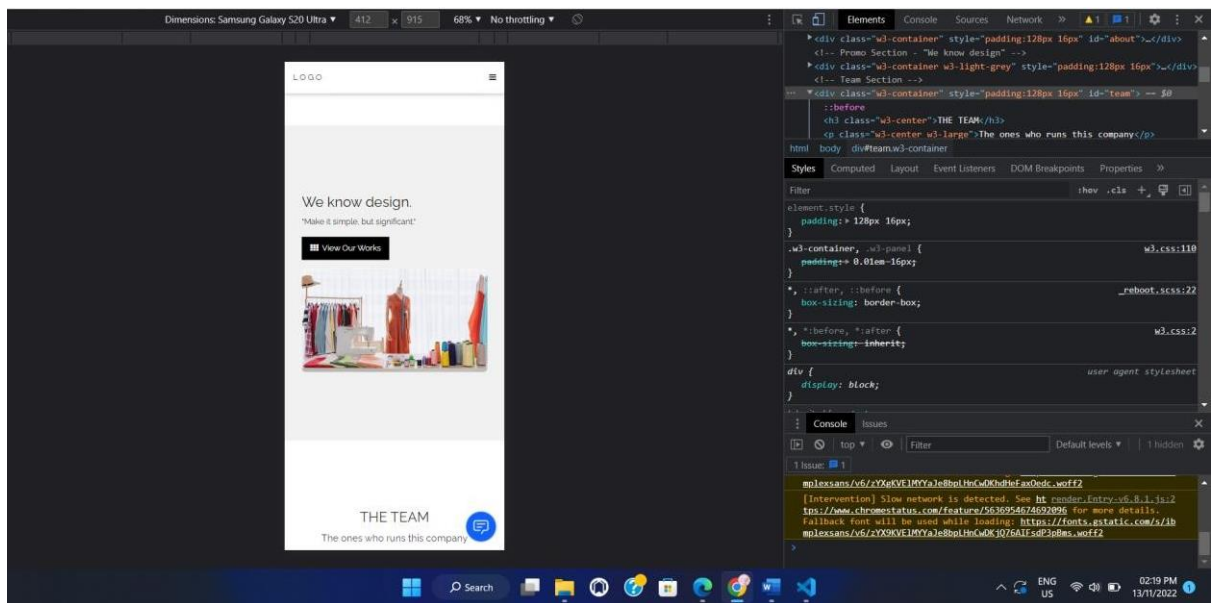 Dimensions: Samsung Galaxy S20 Ultra ▼ 412 x 915 68% ▼ No throttling ▼
LOGO
We know design.
"Make it simple, but significant."
View Our Works
THE TEAM
The ones who runs this company
Elements Console Sources Network » 1 1
<div class="w3-container" style="padding:128px 16px" id="about">…</div>
<!-- Promo Section - "We know design" -->
<div class="w3-container w3-light-grey" style="padding:128px 16px">…</div>
<!-- Team Section -->
<div class="w3-container" style="padding:128px 16px" id="team"> == $0
::before
<h3 class="w3-center">THE TEAM</h3>
<p class="w3-center w3-large">The ones who runs this company</p>
html body div#team.w3-container
Styles Computed Layout Event Listeners DOM Breakpoints Properties »
Filter :hov .cls +
element.style {
padding: 128px 16px;
}
.w3-container, .w3-panel { w3.css:110
padding: 0.01em 16px;
}
*, ::after, ::before { _reboot.scss:22
box-sizing: border-box;
}
*, *:before, *:after { w3.css:2
box-sizing: inherit;
}
div { user agent stylesheet
display: block;
}
Console Issues
top ▼ Filter Default levels ▼ 1 hidden
1 Issue: 1
[Intervention] Slow network is detected. See ht render.Entry-v6.8.1.js:2
tps://www.chromestatus.com/feature/5636954674692096 for more details.
Fallback font will be used while loading: https://fonts.gstatic.com/s/ib
Search
ENG
US
02:19 PM
13/11/2022
1